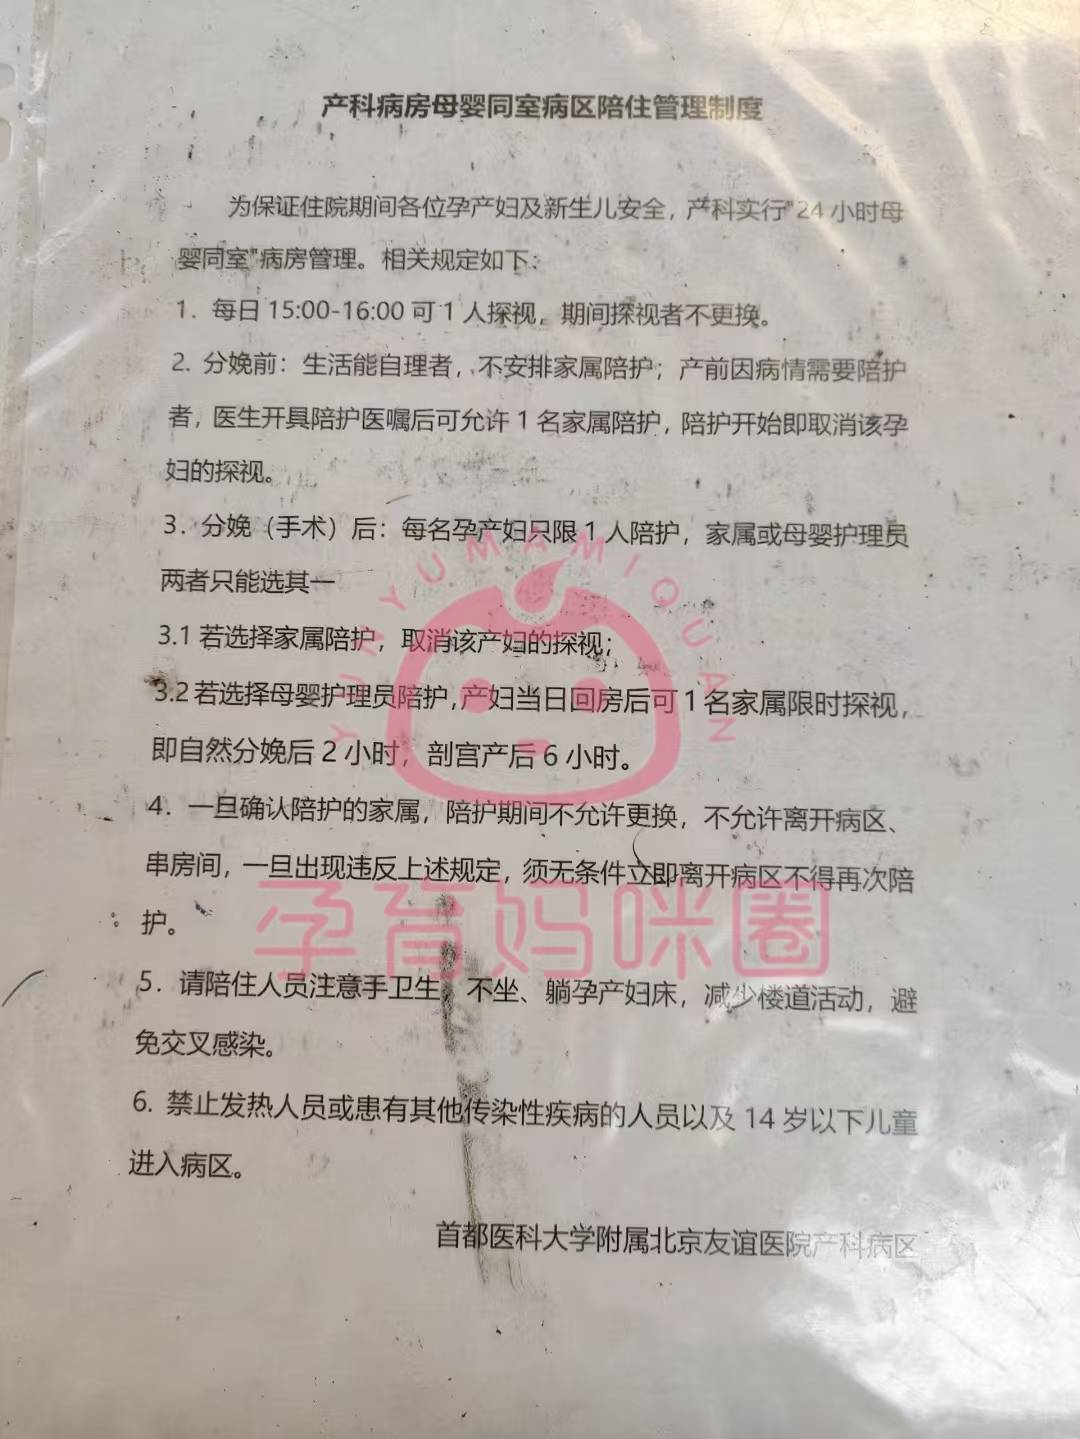 产科病房母婴同室病区陪住管理制度
为保证住院期间各位孕产妇及新生儿安全，产科实行"24 小时母
婴同室"病房管理。相关规定如下：
1. 每日 15:00-16:00 可 1 人探视，期间探视者不更换。
2. 分娩前：生活能自理者，不安排家属陪护；产前因病情需要陪护
者，医生开具陪护医嘱后可允许 1 名家属陪护，陪护开始即取消该孕
妇的探视。
3. 分娩（手术）后：每名孕产妇只限 1 人陪护，家属或母婴护理员
两者只能选其一
3.1 若选择家属陪护，取消该产妇的探视；
3.2 若选择母婴护理员陪护，产妇当日回房后可 1 名家属限时探视，
即自然分娩后 2 小时，剖宫产后 6 小时。
4. 一旦确认陪护的家属，陪护期间不允许更换，不允许离开病区、
串房间，一旦出现违反上述规定，须无条件立即离开病区不得再次陪
护。
5. 请陪住人员注意手卫生，不坐、躺孕产妇床，减少楼道活动，避
免交叉感染。
6. 禁止发热人员或患有其他传染性疾病的人员以及 14 岁以下儿童
进入病区。
首都医科大学附属北京友谊医院产科病区
YUNYUMAMIQUAN
孕育妈咪圈